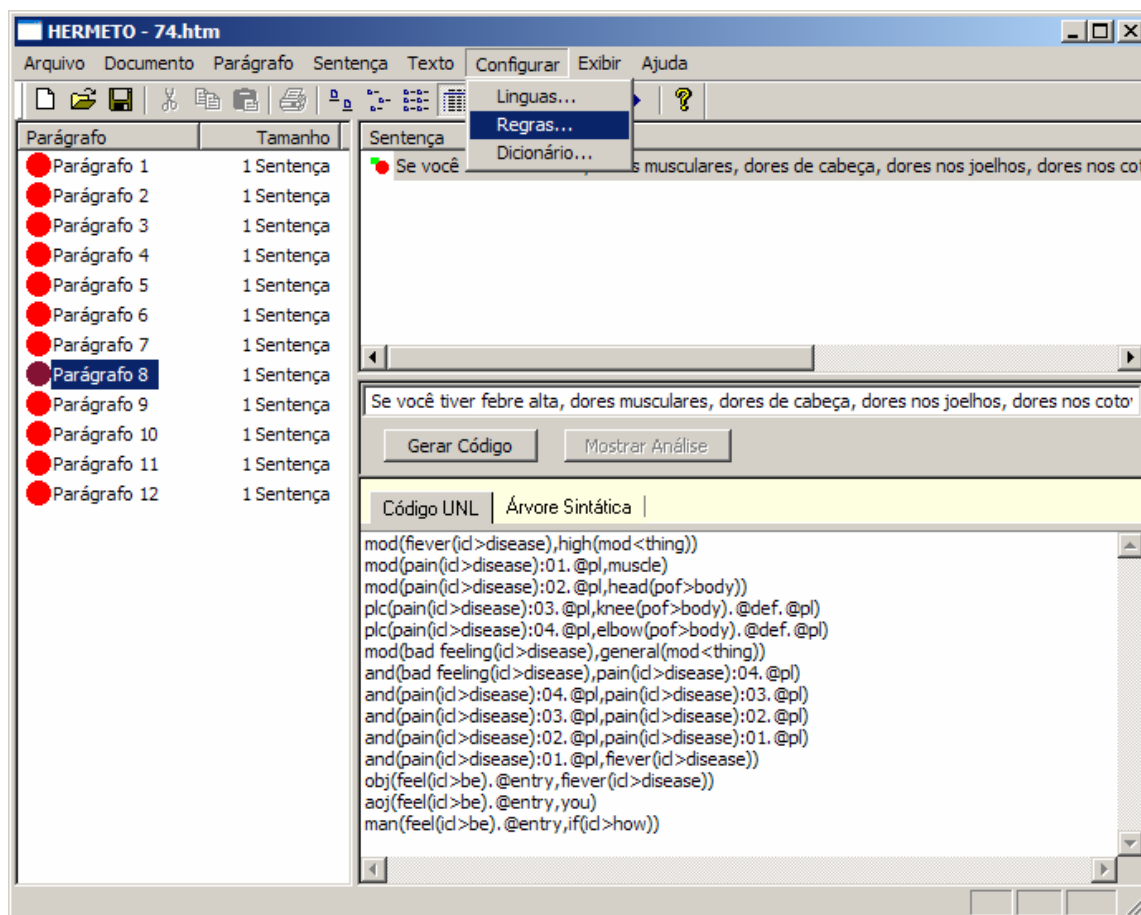 HERMETO - 74.htm
Arquivo Documento Parágrafo Sentença Texto Configurar Exibir Ajuda
Linguas...
Regras...
Dicionário...
Parágrafo Tamanho
Parágrafo 1 1 Sentença
Parágrafo 2 1 Sentença
Parágrafo 3 1 Sentença
Parágrafo 4 1 Sentença
Parágrafo 5 1 Sentença
Parágrafo 6 1 Sentença
Parágrafo 7 1 Sentença
Parágrafo 8 1 Sentença
Parágrafo 9 1 Sentença
Parágrafo 10 1 Sentença
Parágrafo 11 1 Sentença
Parágrafo 12 1 Sentença
Sentença
Se você s musculares, dores de cabeça, dores nos joelhos, dores nos cot
Se você tiver febre alta, dores musculares, dores de cabeça, dores nos joelhos, dores nos cotov
Gerar Código Mostrar Análise
Código UNL Árvore Sintática
mod(fiever(icl>disease),high(mod<thing))
mod(pain(icl>disease):01.@pl,muscle)
mod(pain(icl>disease):02.@pl,head(pof>body))
plc(pain(icl>disease):03.@pl,knee(pof>body).@def.@pl)
plc(pain(icl>disease):04.@pl,elbow(pof>body).@def.@pl)
mod(bad feeling(icl>disease),general(mod<thing))
and(bad feeling(icl>disease),pain(icl>disease):04.@pl)
and(pain(icl>disease):04.@pl,pain(icl>disease):03.@pl)
and(pain(icl>disease):03.@pl,pain(icl>disease):02.@pl)
and(pain(icl>disease):02.@pl,pain(icl>disease):01.@pl)
and(pain(icl>disease):01.@pl,fiever(icl>disease))
obj(feel(icl>be).@entry,fiever(icl>disease))
aoj(feel(icl>be).@entry,you)
man(feel(icl>be).@entry,if(icl>how))